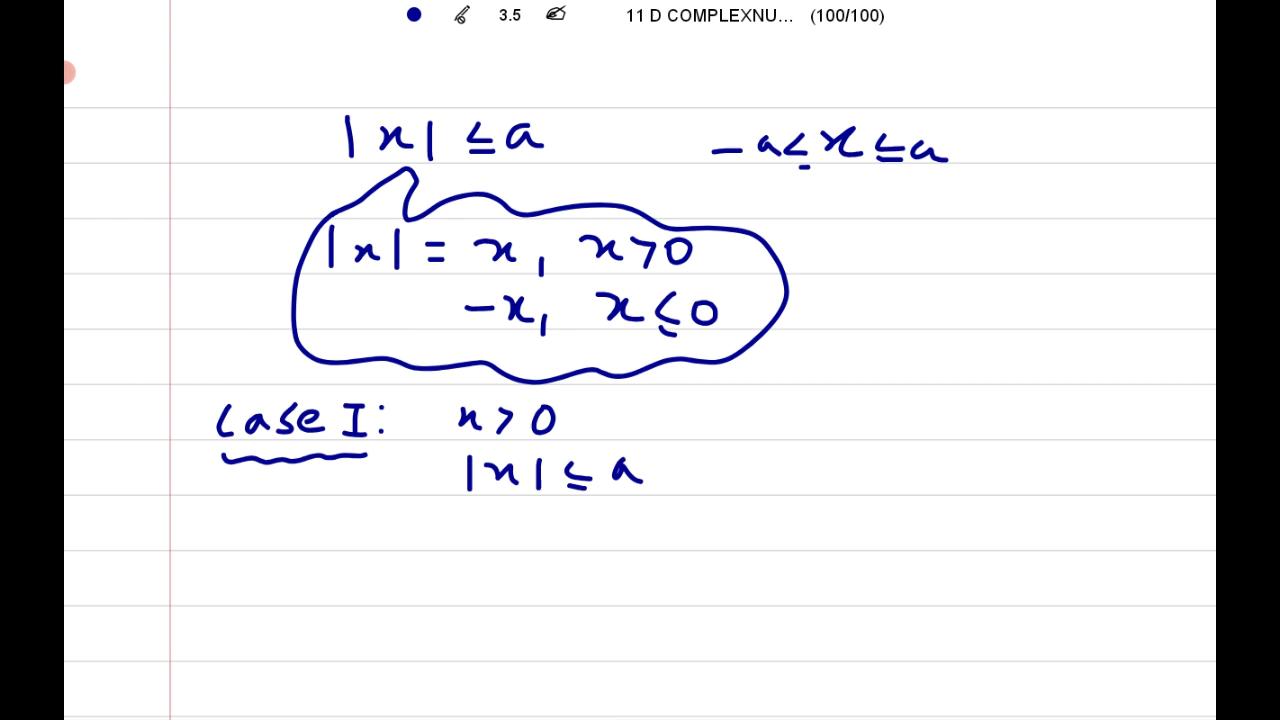 3.5 11 D COMPLEXNU... (100/100)
|x| ≤ a -a ≤ x ≤ a
|x| = x, x > 0
-x, x ≤ 0
Case I: x > 0
|x| ≤ a